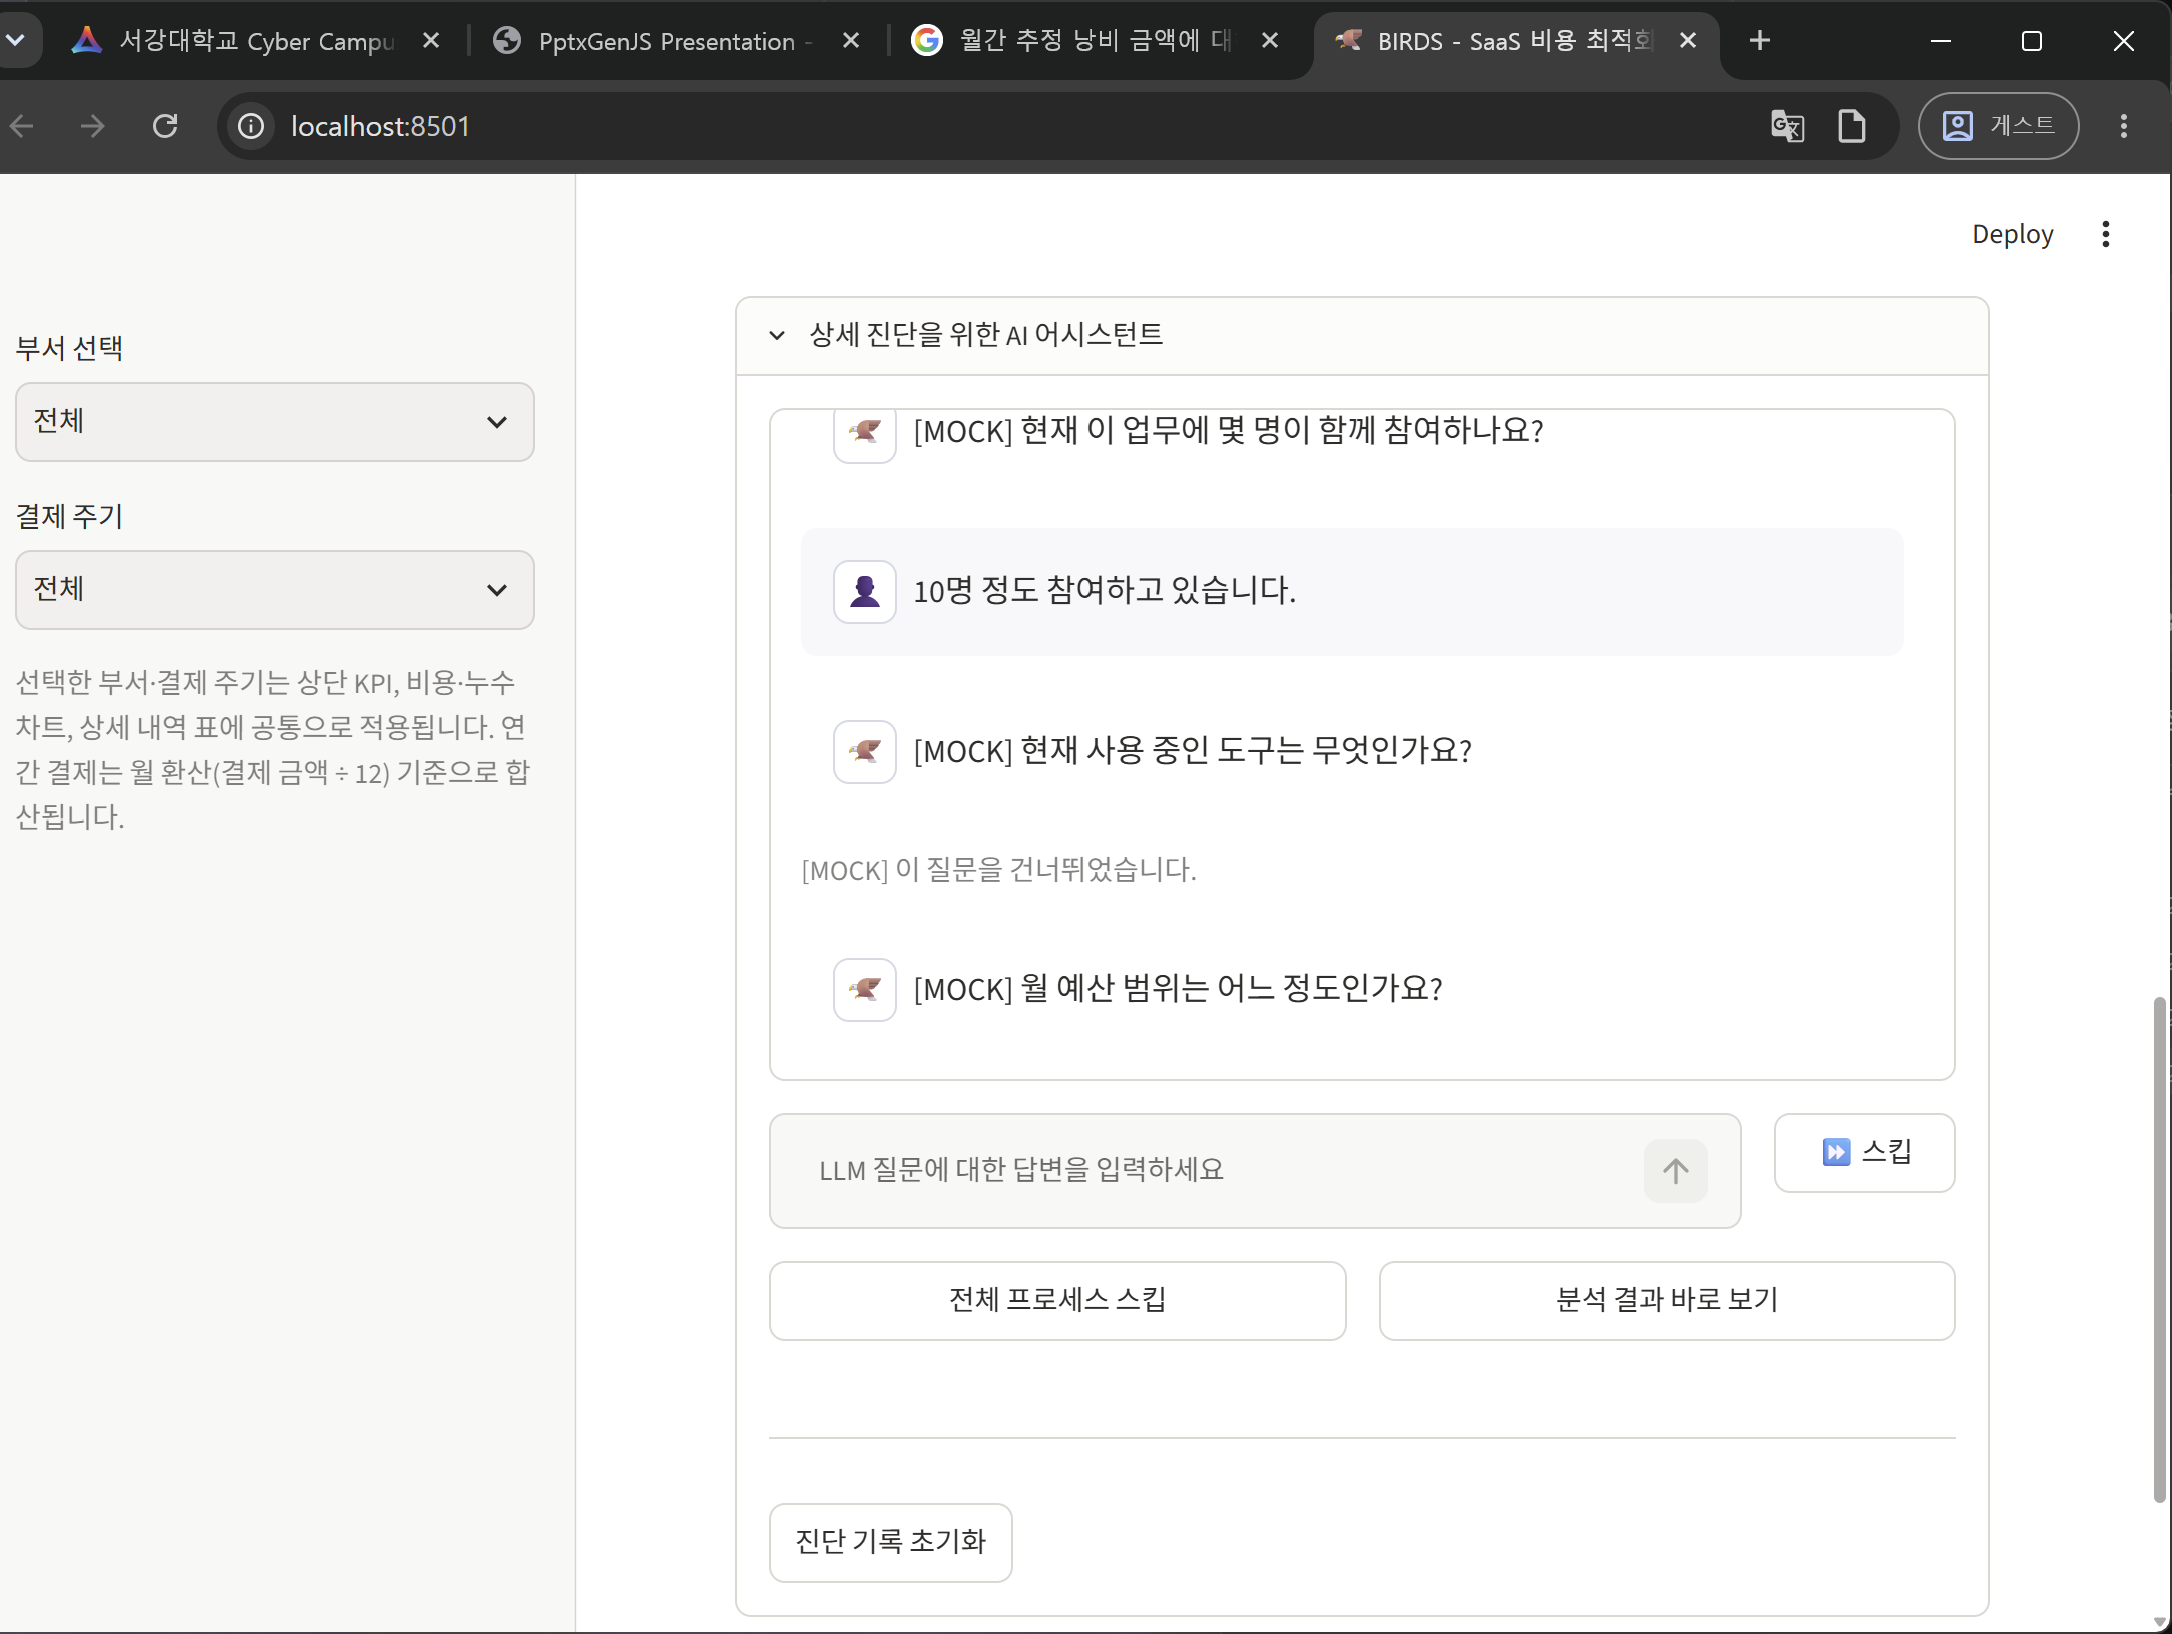 서강대학교 Cyber Campu
PptxGenJS Presentation -
월간 추정 낭비 금액에 대
BIRDS - SaaS 비용 최적화
localhost:8501
게스트
Deploy
부서 선택
전체
결제 주기
전체
선택한 부서·결제 주기는 상단 KPI, 비용·누수
차트, 상세 내역 표에 공통으로 적용됩니다. 연
간 결제는 월 환산(결제 금액 ÷ 12) 기준으로 합
산됩니다.
상세 진단을 위한 AI 어시스턴트
[MOCK] 현재 이 업무에 몇 명이 함께 참여하나요?
10명 정도 참여하고 있습니다.
[MOCK] 현재 사용 중인 도구는 무엇인가요?
[MOCK] 이 질문을 건너뛰었습니다.
[MOCK] 월 예산 범위는 어느 정도인가요?
LLM 질문에 대한 답변을 입력하세요
⏩ 스킵
전체 프로세스 스킵
분석 결과 바로 보기
진단 기록 초기화